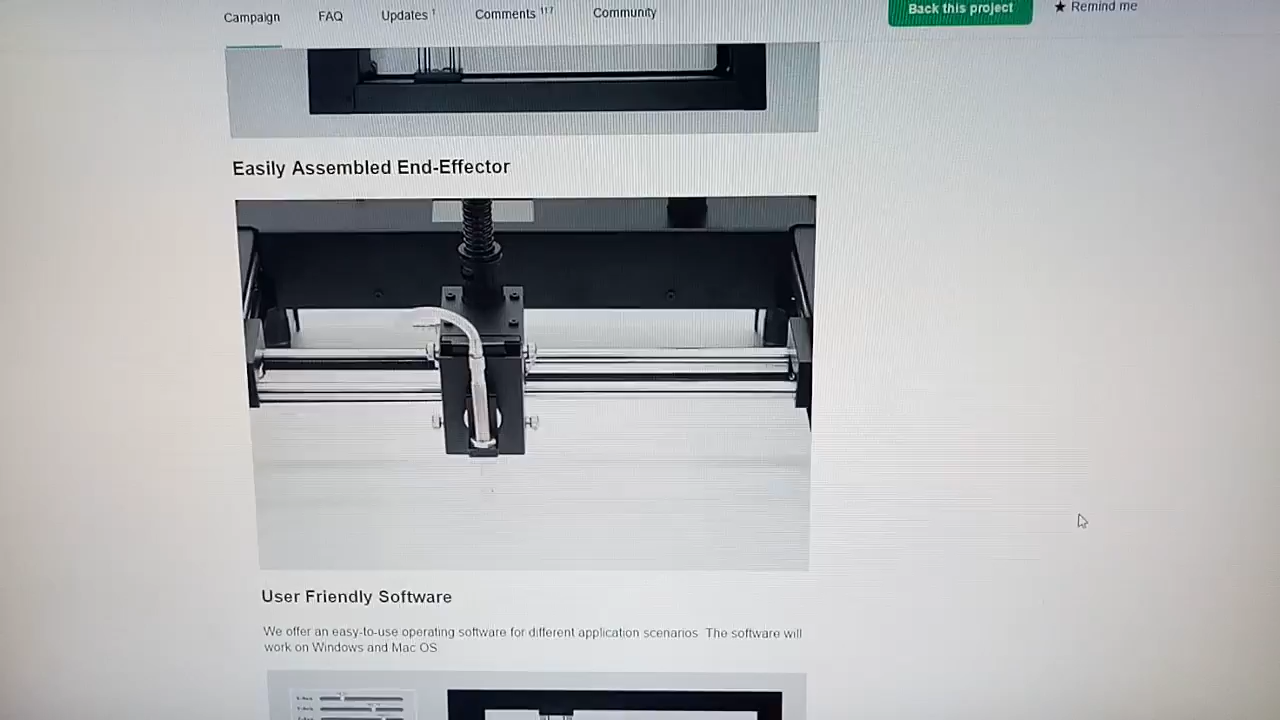 Campaign FAQ Updates 1 Comments 117 Community Back this project ★ Remind me
Easily Assembled End-Effector
User Friendly Software
We offer an easy-to-use operating software for different application scenarios The software will
work on Windows and Mac OS